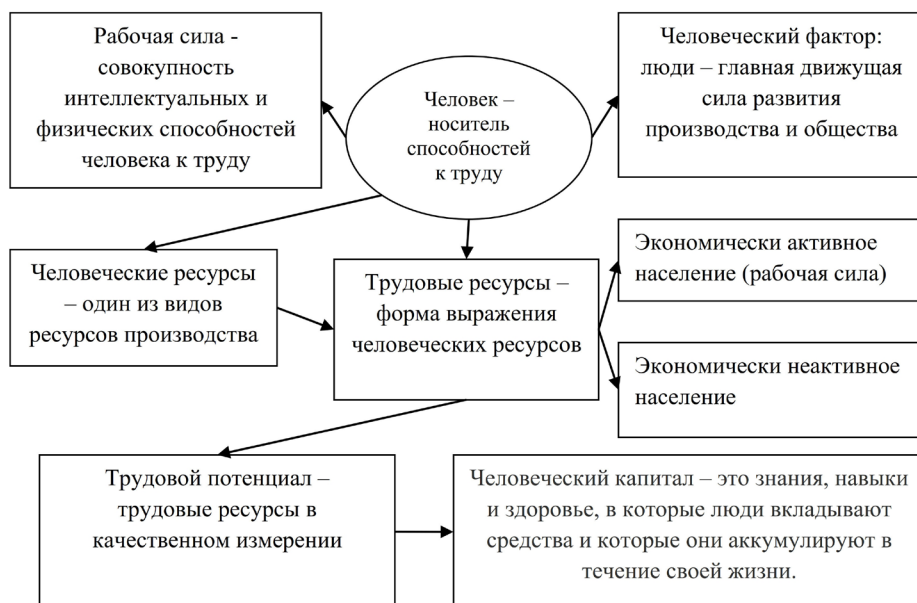 Рабочая сила -
совокупность
интеллектуальных и
физических способностей
человека к труду
Человек –
носитель
способностей
к труду
Человеческий фактор:
люди – главная движущая
сила развития
производства и общества
Человеческие ресурсы
– один из видов
ресурсов производства
Трудовые ресурсы –
форма выражения
человеческих ресурсов
Экономически активное
население (рабочая сила)
Экономически неактивное
население
Трудовой потенциал –
трудовые ресурсы в
качественном измерении
Человеческий капитал – это знания, навыки
и здоровье, в которые люди вкладывают
средства и которые они аккумулируют в
течение своей жизни.